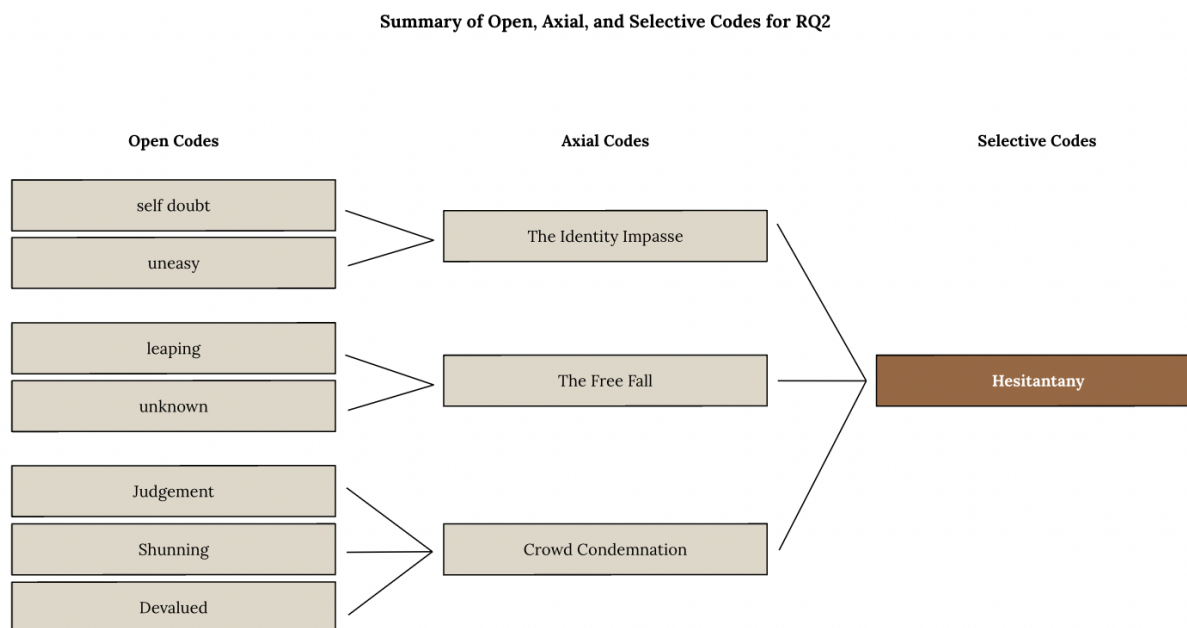 Summary of Open, Axial, and Selective Codes for RQ2
Open Codes
Axial Codes
Selective Codes
self doubt
uneasy
leaping
unknown
Judgement
Shunning
Devalued
The Identity Impasse
The Free Fall
Crowd Condemnation
Hesitantany